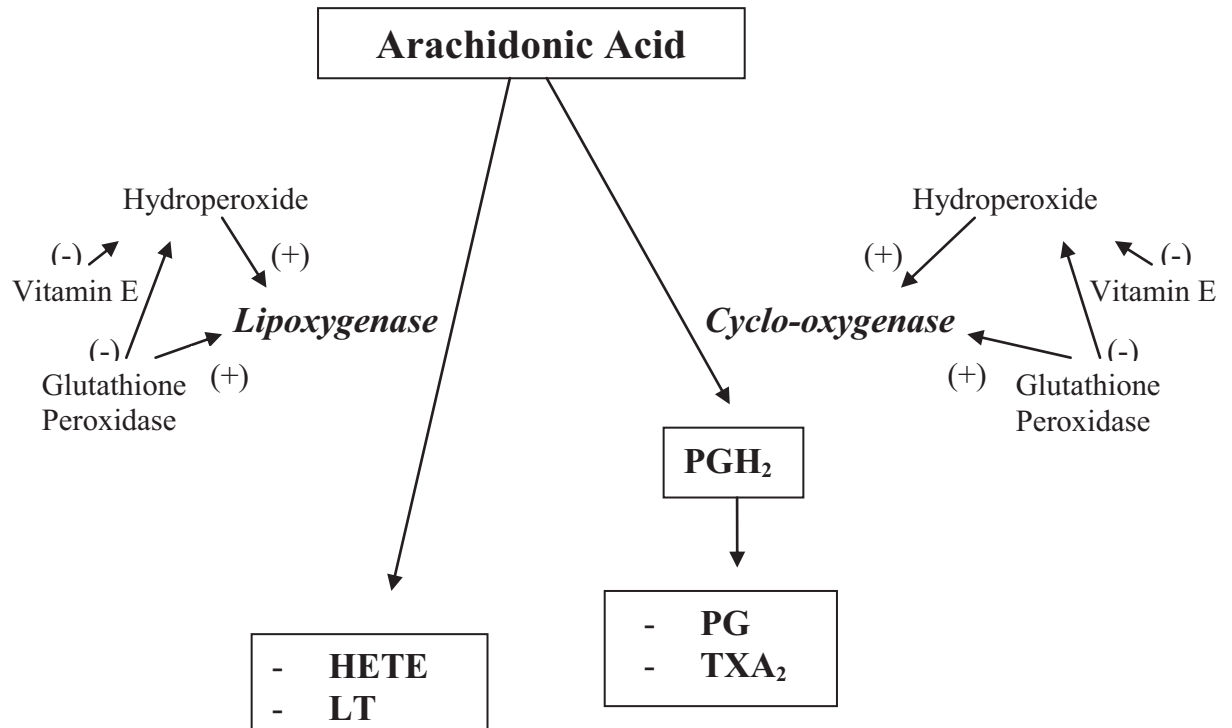 Arachidonic Acid
Hydroperoxide
(-)
(+)
Vitamin E
Lipoxygenase
(-)
(+)
Glutathione
Peroxidase
Hydroperoxide
(+)
(-)
Vitamin E
Cyclo-oxygenase
(-)
(+)
Glutathione
Peroxidase
PGH₂
- PG
- TXA₂
- HETE
- LT